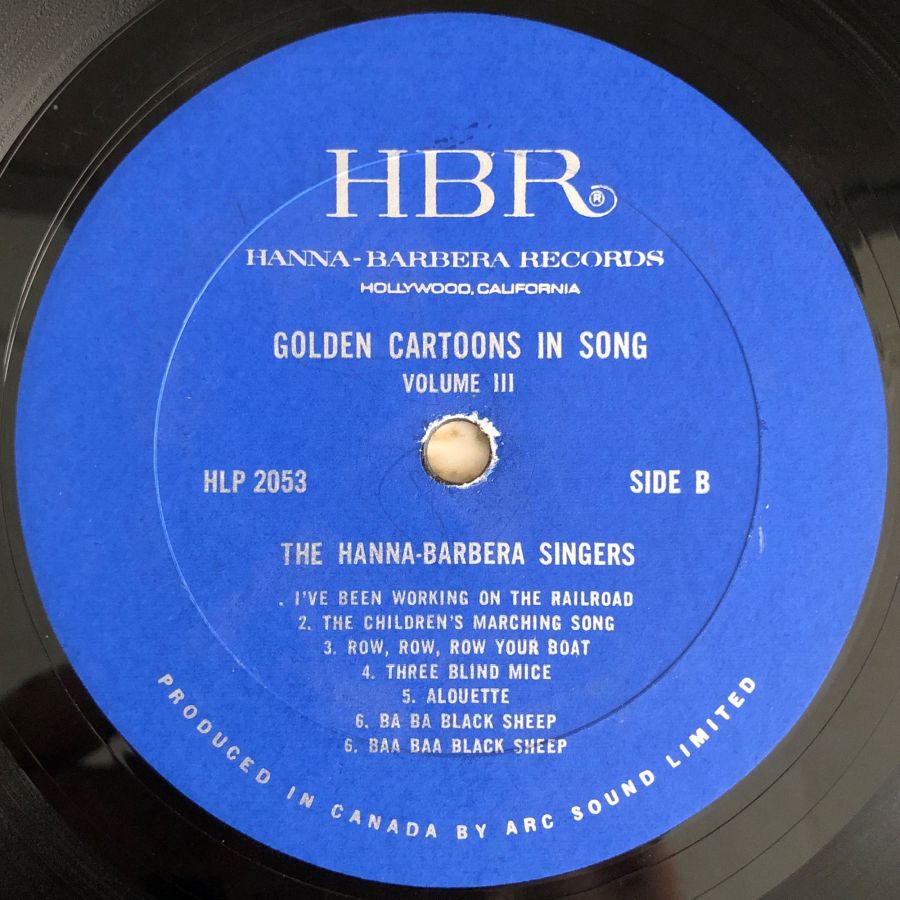 HBR®
HANNA-BARBERA RECORDS
HOLLYWOOD, CALIFORNIA
GOLDEN CARTOONS IN SONG
VOLUME III
HLP 2053
SIDE B
THE HANNA-BARBERA SINGERS
. I'VE BEEN WORKING ON THE RAILROAD
2. THE CHILDREN'S MARCHING SONG
3. ROW, ROW, ROW YOUR BOAT
4. THREE BLIND MICE
5. ALOUETTE
6. BA BA BLACK SHEEP
6. BAA BAA BLACK SHEEP
PRODUCED IN CANADA BY ARC SOUND LIMITED